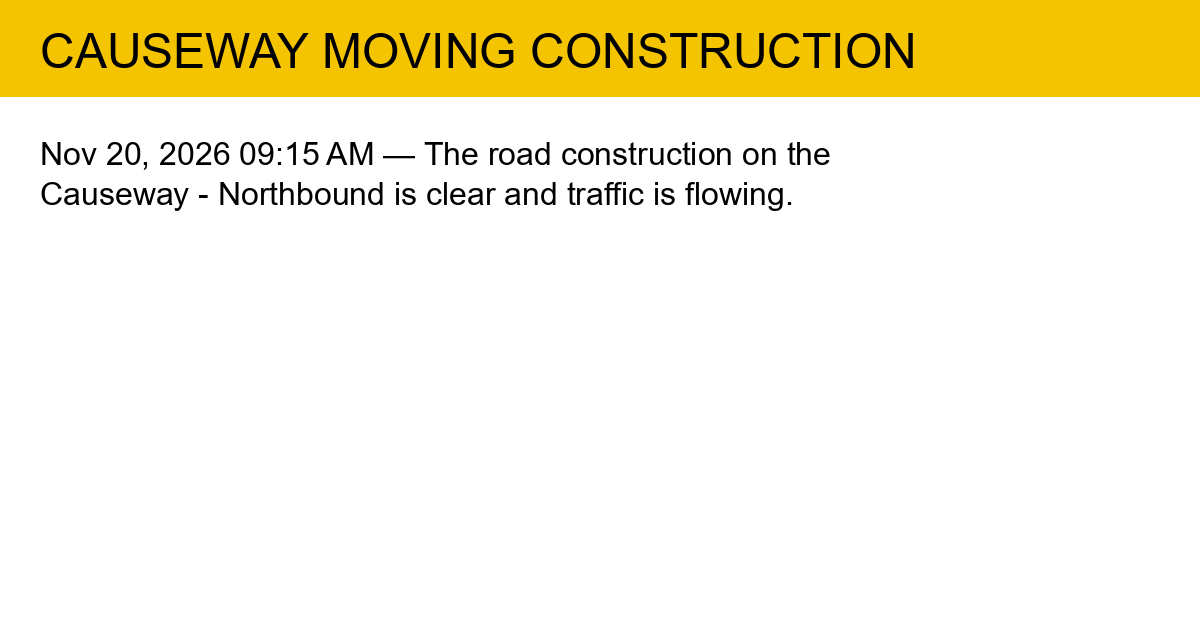 CAUSEWAY MOVING CONSTRUCTION
Nov 20, 2026 09:15 AM — The road construction on the
Causeway - Northbound is clear and traffic is flowing.